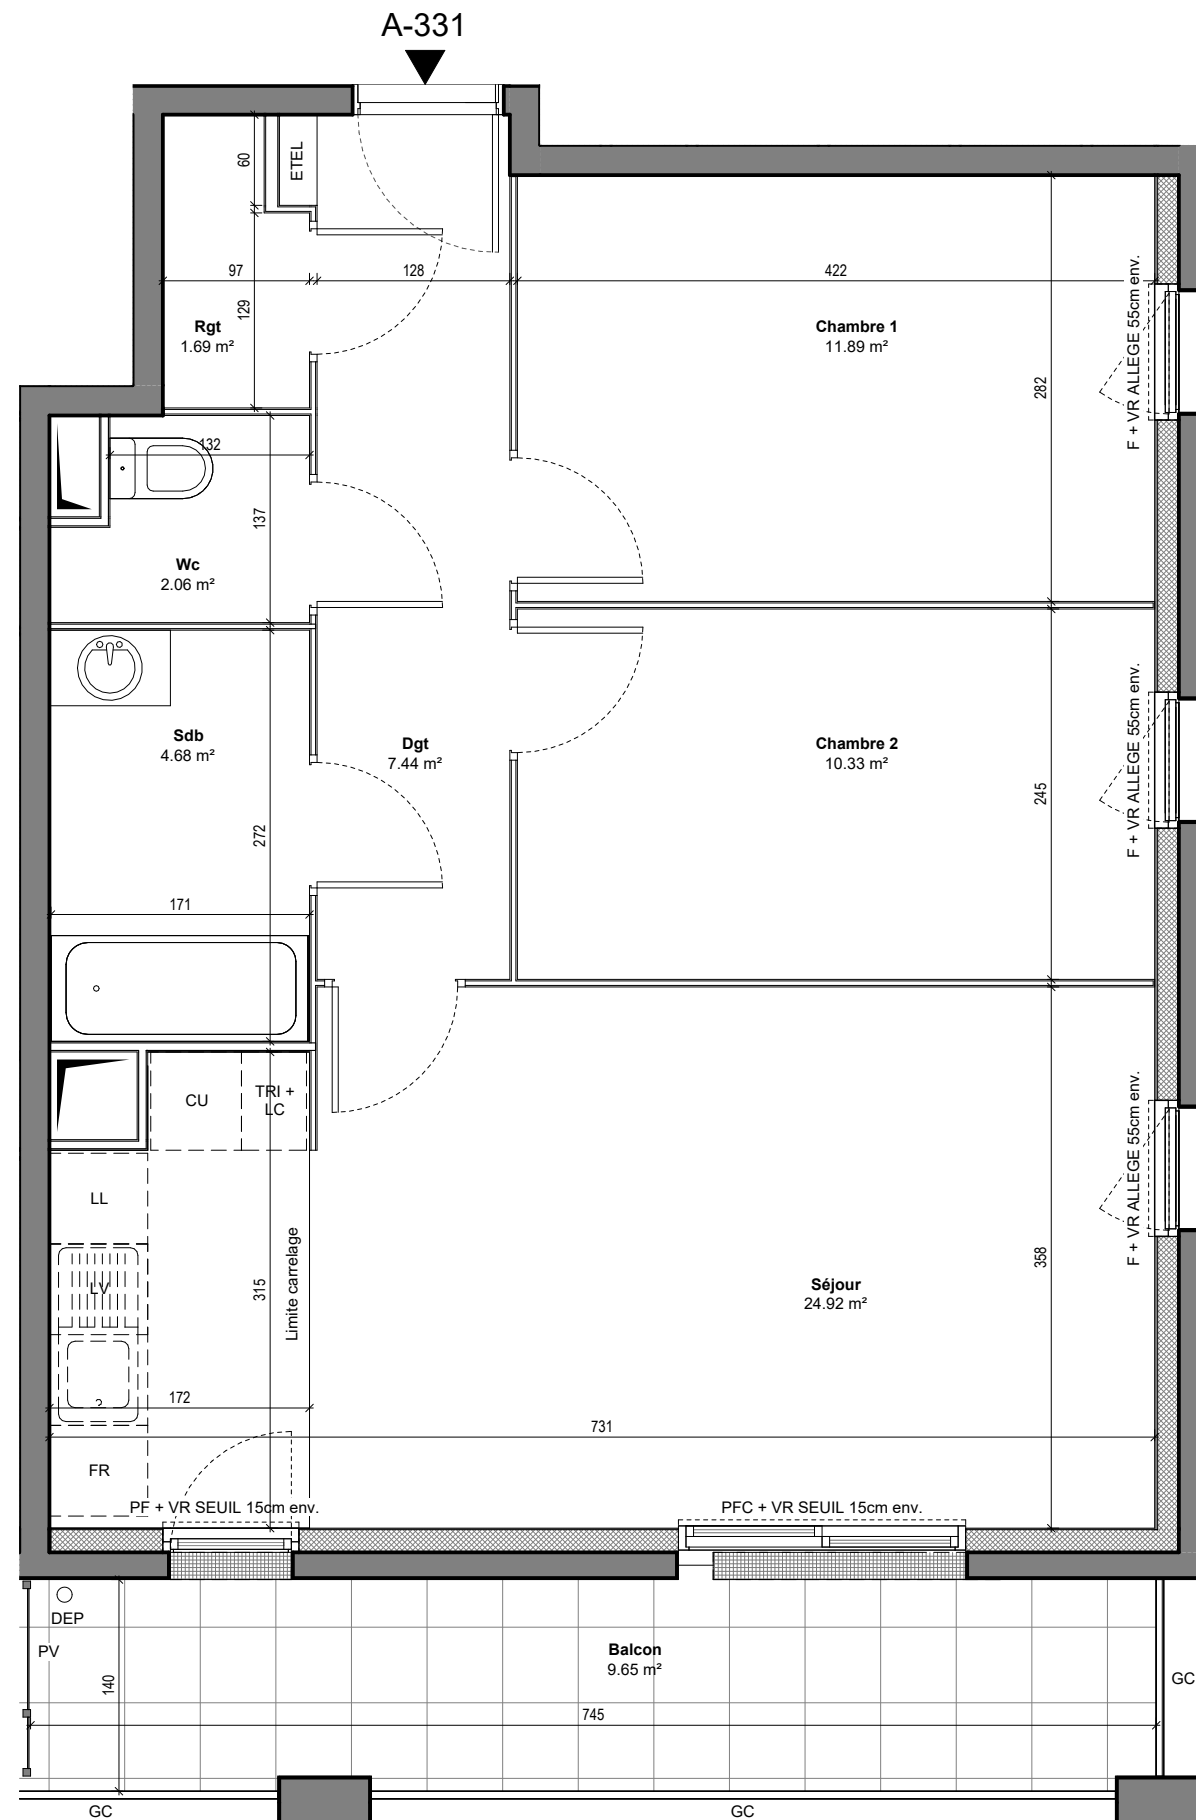 A-331
60
ETEL
97
128
422
129
Rgt
1.69 m²
Chambre 1
11.89 m²
F + VR ALLEGE 55cm env.
282
132
137
Wc
2.06 m²
Sdb
4.68 m²
Dgt
7.44 m²
Chambre 2
10.33 m²
F + VR ALLEGE 55cm env.
245
272
171
CU
TRI +
LC
LL
LV
Limite carrelage
315
F + VR ALLEGE 55cm env.
358
Séjour
24.92 m²
172
731
FR
PF + VR SEUIL 15cm env.
PFC + VR SEUIL 15cm env.
DEP
PV
140
Balcon
9.65 m²
GC
745
GC
GC